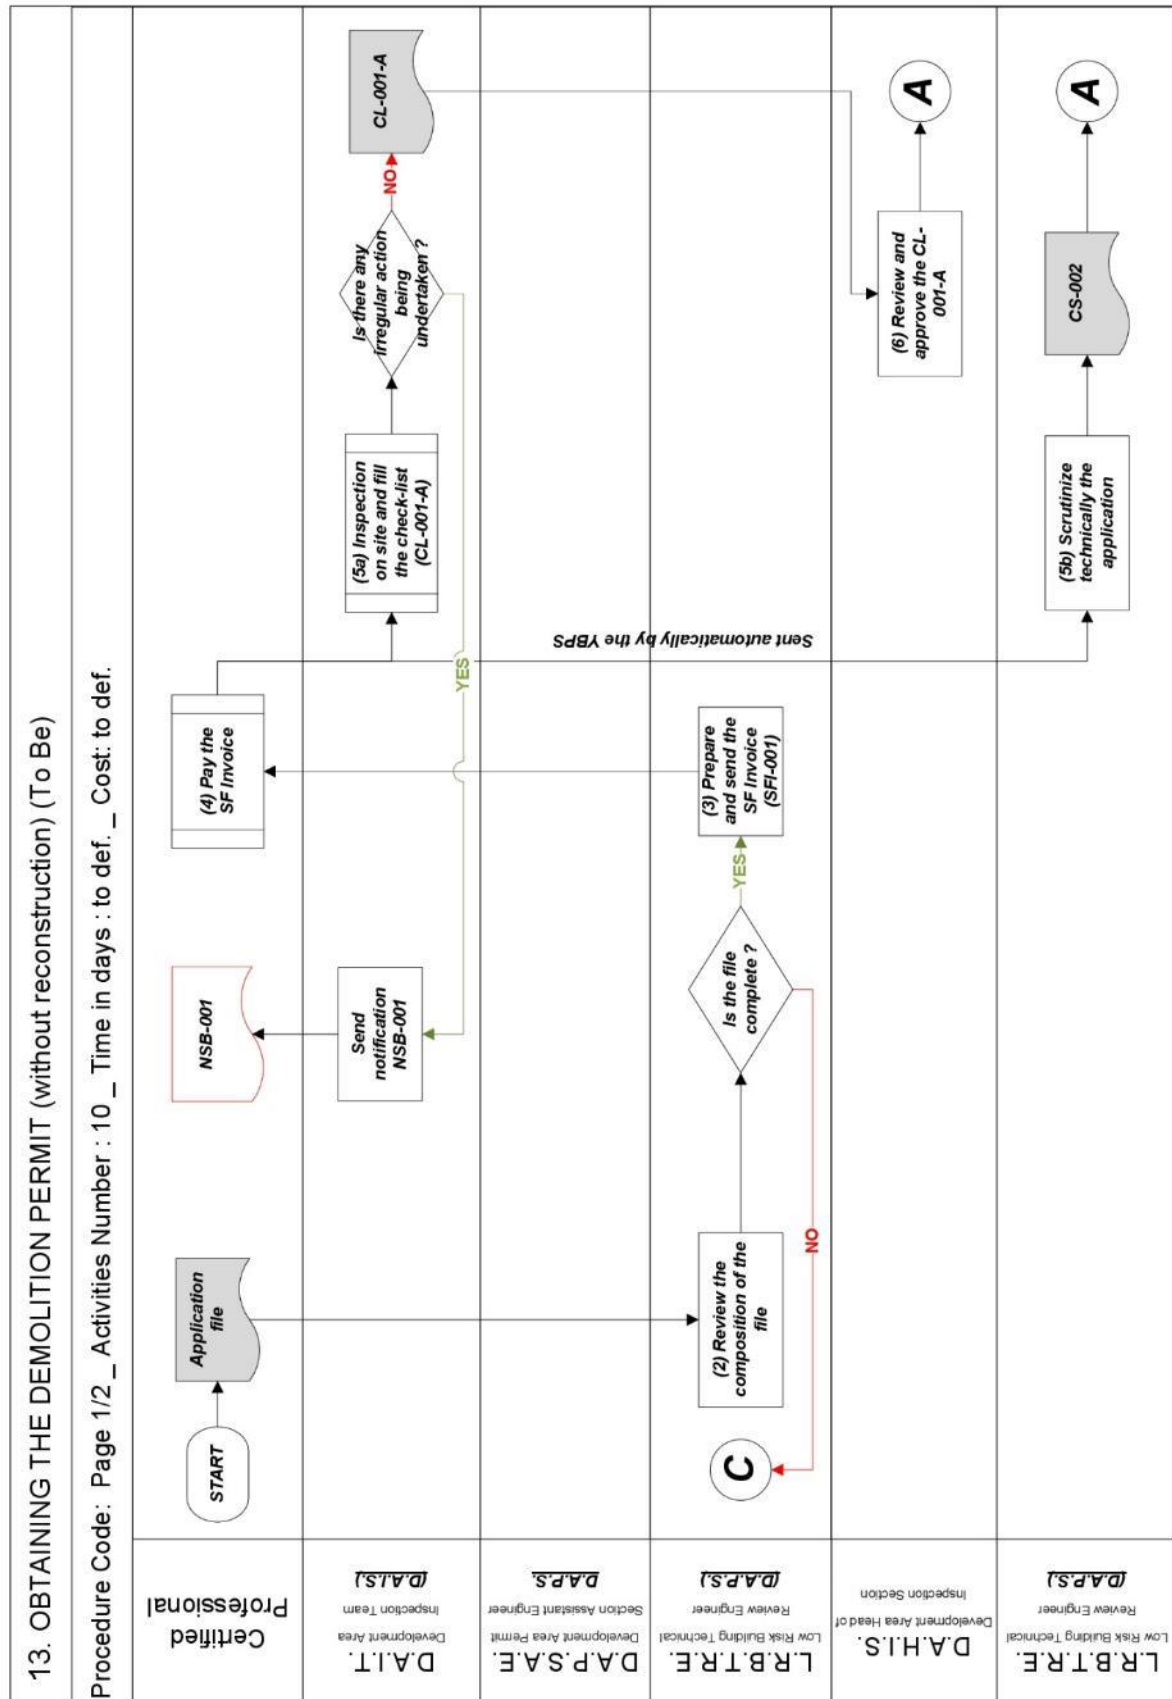 13. OBTAINING THE DEMOLITION PERMIT (without reconstruction) (To Be)
Procedure Code: Page 1/2 _ Activities Number : 10 _ Time in days : to def. _ Cost: to def.
Certified
Professional
START
Application
file
NSB-001
(4) Pay the
SF Invoice
D.A.I.T
Development Area
Inspection Team
(D.A.I.S.)
Send
notification
NSB-001
YES
(5a) Inspection
on site and fill
the check-list
(CL-001-A)
Is there any
irregular action
being
undertaken ?
NO
CL-001-A
D.A.P.S.A.E
Development Area Permit
Section Assistant Engineer
D.A.P.S.
L.R.B.T.R.E
Low Risk Building Technical
Review Engineer
(D.A.P.S.)
C
(2) Review the
composition of the
file
NO
Is the file
complete ?
YES
(3) Prepare
and send the
SF Invoice
(SFI-001)
Sent automatically by the YBPS
D.A.H.I.S.
Development Area Head of
Inspection Section
(6) Review and
approve the CL-
001-A
A
L.R.B.T.R.E.
Low Risk Building Technical
Review Engineer
(D.A.P.S.)
(5b) Scrutinize
technically the
application
CS-002
A